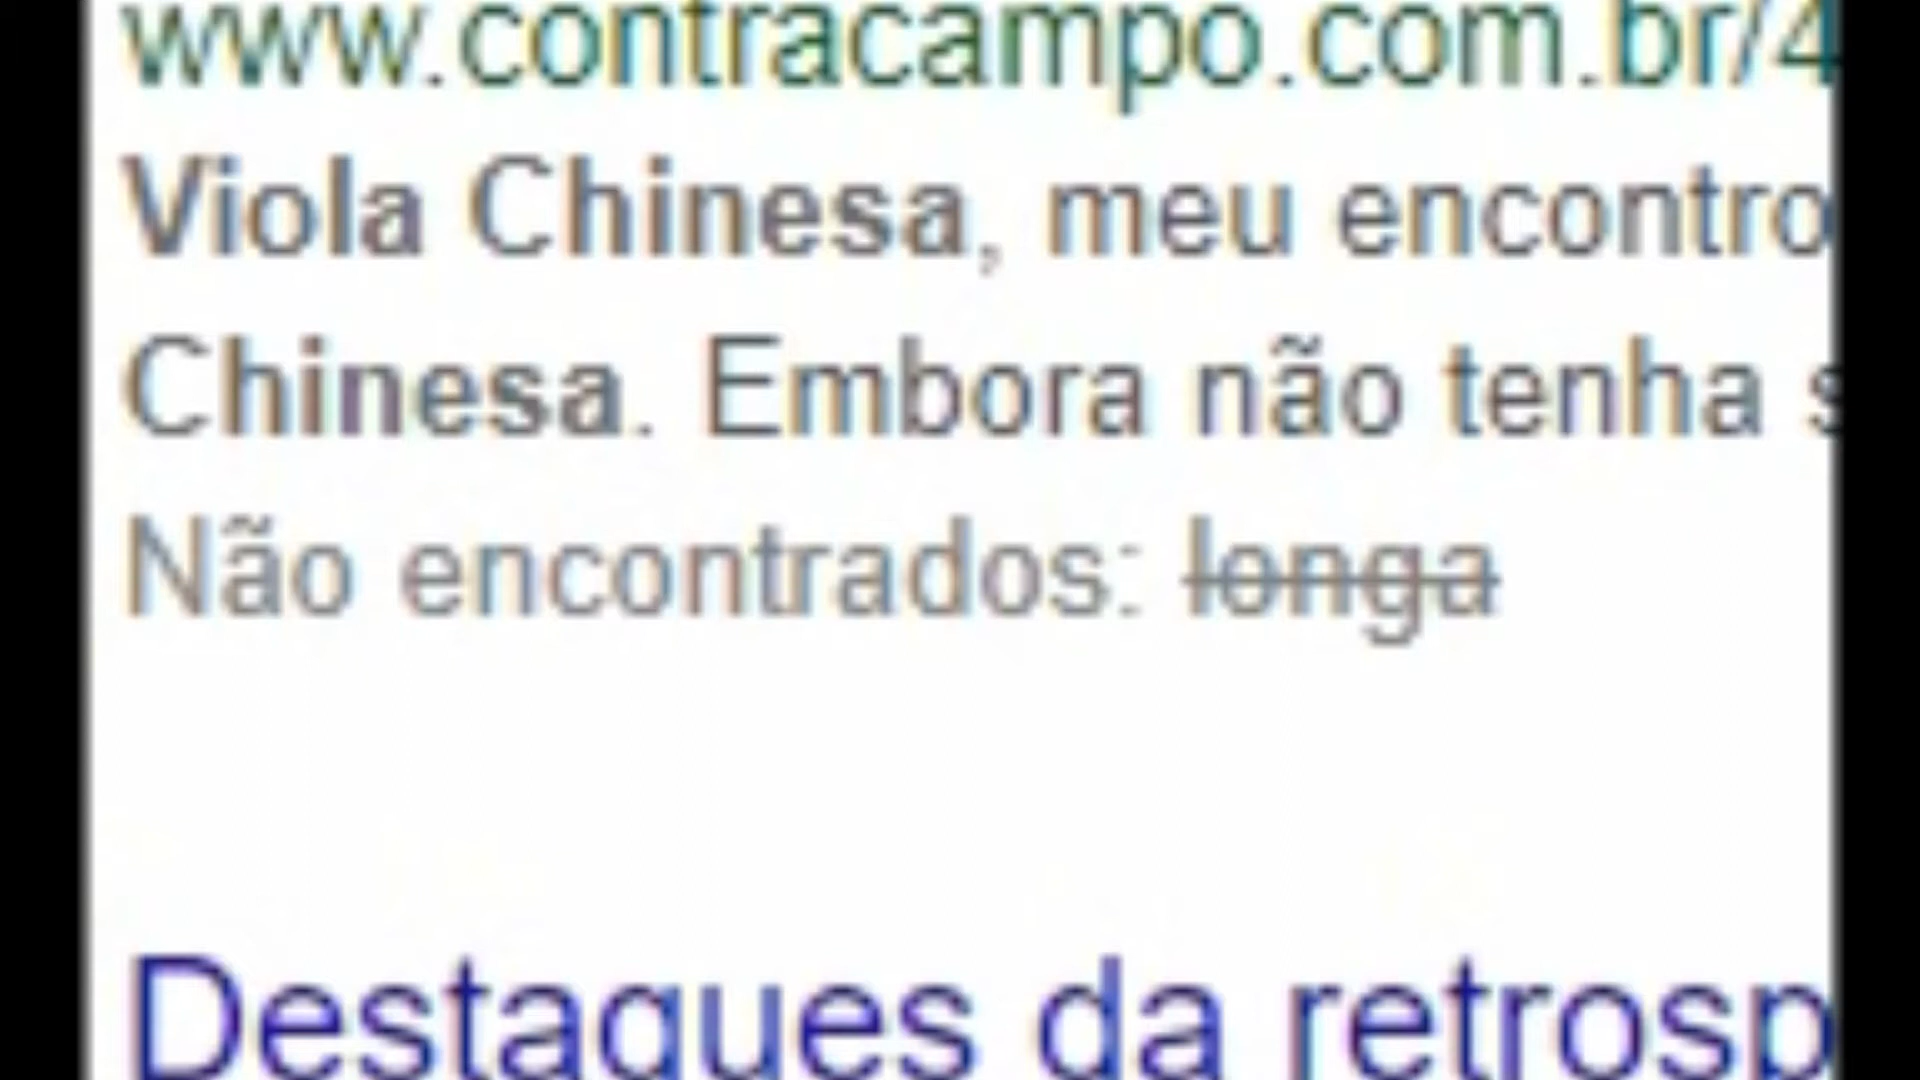 www.contracampo.com.br/4
Viola Chinesa, meu encontro
Chinesa. Embora não tenha s
Não encontrados: longa
Destaques da retrosp